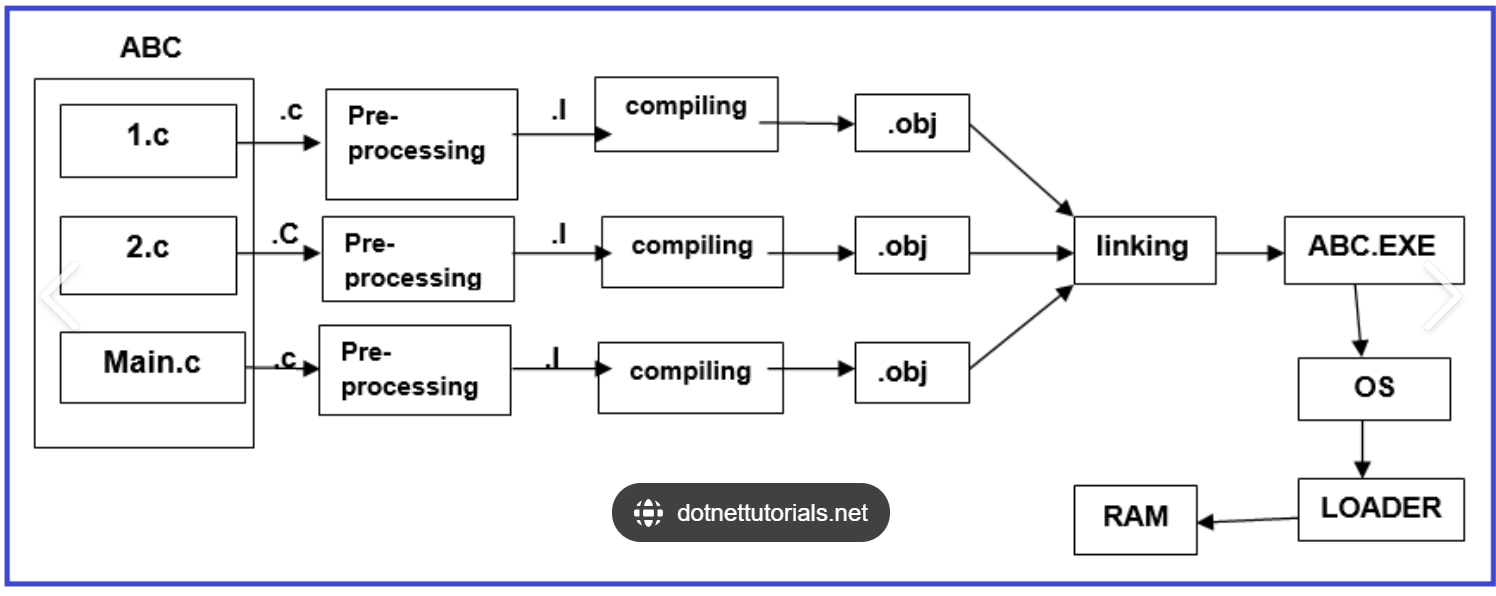 ABC
1.c
.c
Pre-
processing
.I
compiling
.obj
2.c
.C
Pre-
processing
.I
compiling
.obj
linking
ABC.EXE
Main.c
.c
Pre-
processing
.I
compiling
.obj
OS
LOADER
RAM
dotnettutorials.net